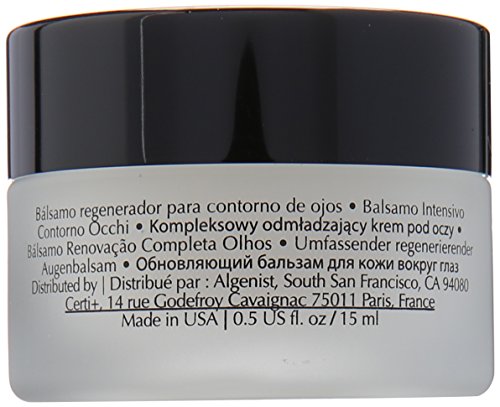 Bálsamo regenerador para contorno de ojos • Balsamo Intensivo
Contorno Occhi • Kompleksowy odmładzający krem pod oczy •
Bálsamo Renovação Completa Olhos • Umfassender regenerierender
Augenbalsam • Обновляющий бальзам для кожи вокруг глаз
Distributed by | Distribué par : Algenist, South San Francisco, CA 94080
Certi+, 14 rue Godefroy Cavaignac 75011 Paris, France
Made in USA | 0.5 US fl. oz / 15 ml